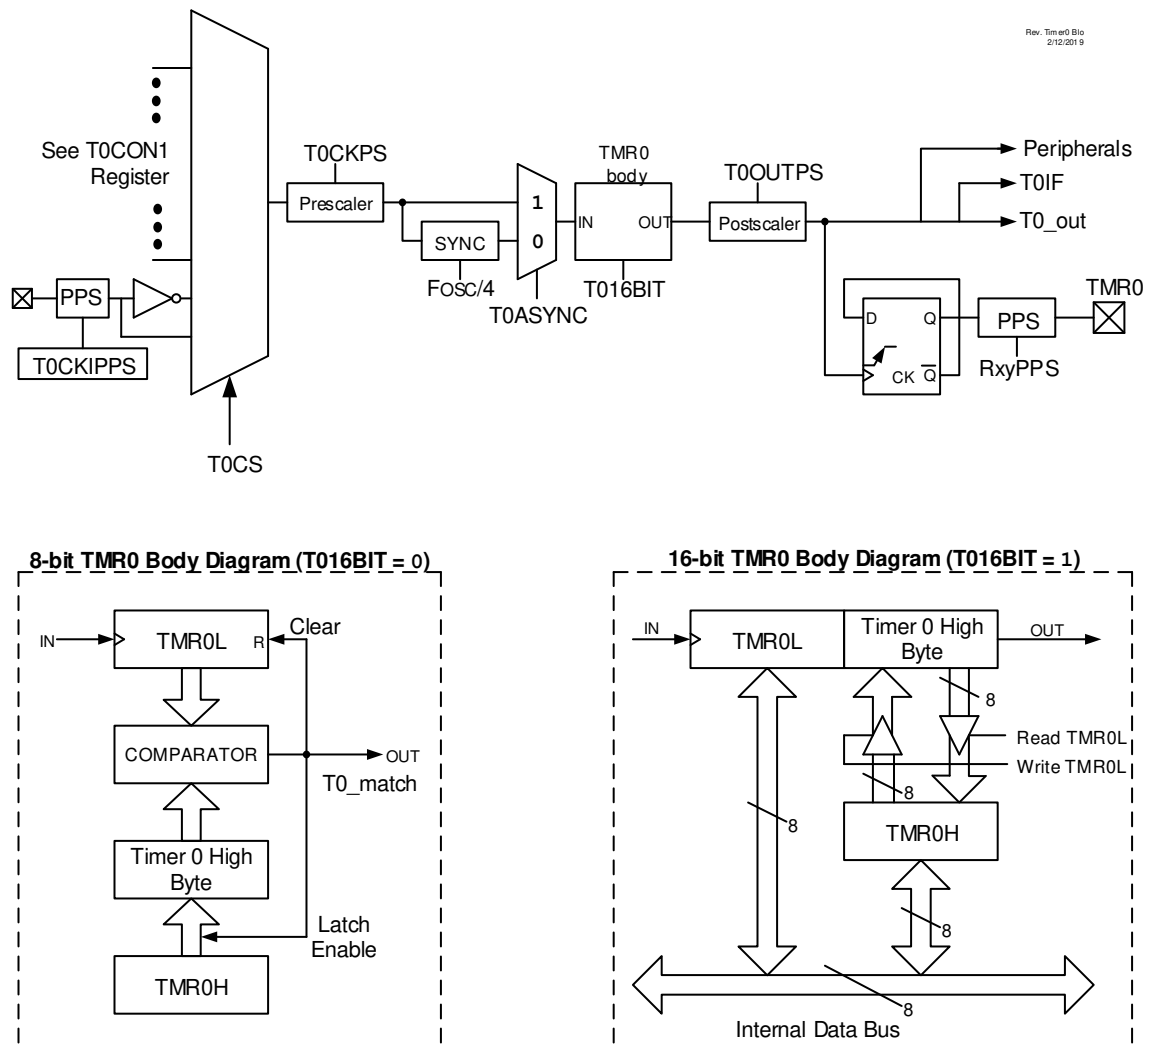 Rev. Timer0 Blo
2/12/2019
See T0CON1
Register
T0CKPS
Prescaler
SYNC
FOSC/4
1
0
T0ASYNC
TMR0
body
IN
OUT
T016BIT
T0OUTPS
Postscaler
Peripherals
T0IF
T0_out
PPS
T0CKIPPS
T0CS
D
Q
CK
Q̅
PPS
RxyPPS
TMR0
8-bit TMR0 Body Diagram (T016BIT = 0)
IN
TMR0L
R
Clear
COMPARATOR
OUT
T0_match
Timer 0 High
Byte
Latch
Enable
TMR0H
16-bit TMR0 Body Diagram (T016BIT = 1)
IN
TMR0L
Timer 0 High
Byte
OUT
8
Read TMR0L
Write TMR0L
8
8
TMR0H
8
8
Internal Data Bus